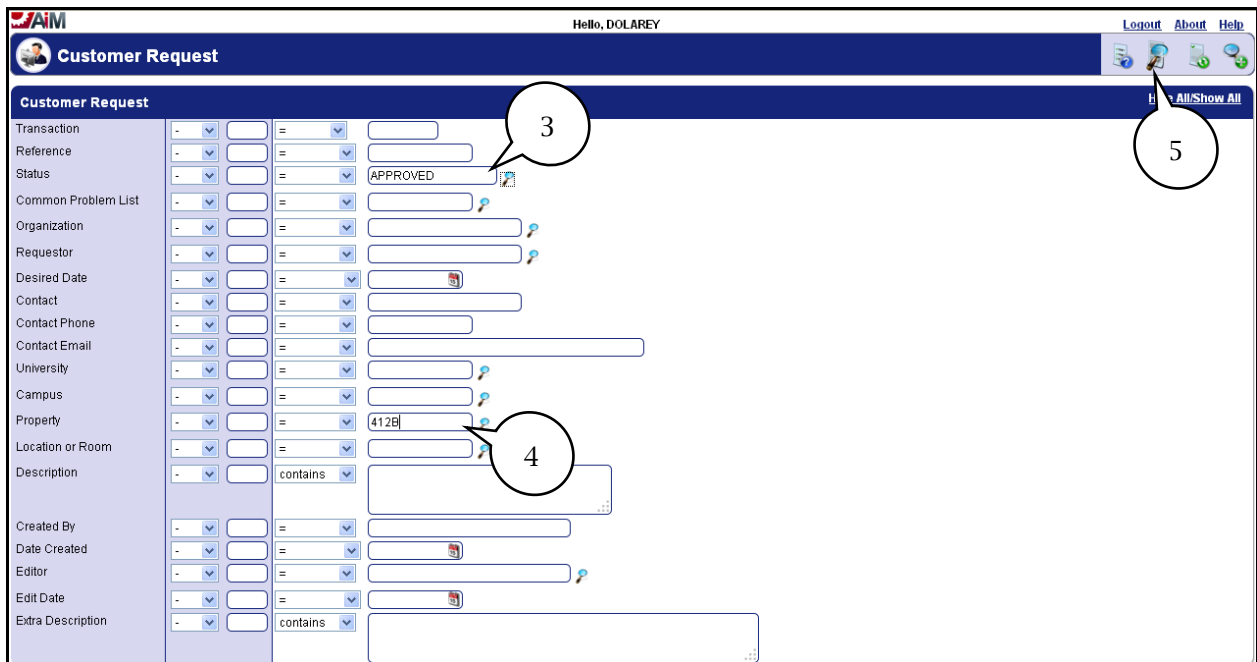 AiM Hello, DOLAREY Logout About Help
Customer Request
Customer Request All/Show All
3
5
Transaction - =
Reference - =
Status - = APPROVED
Common Problem List - =
Organization - =
Requestor - =
Desired Date - =
Contact - =
Contact Phone - =
Contact Email - =
University - =
Campus - =
Property - = 412B
4
Location or Room - =
Description - contains
Created By - =
Date Created - =
Editor - =
Edit Date - =
Extra Description - contains